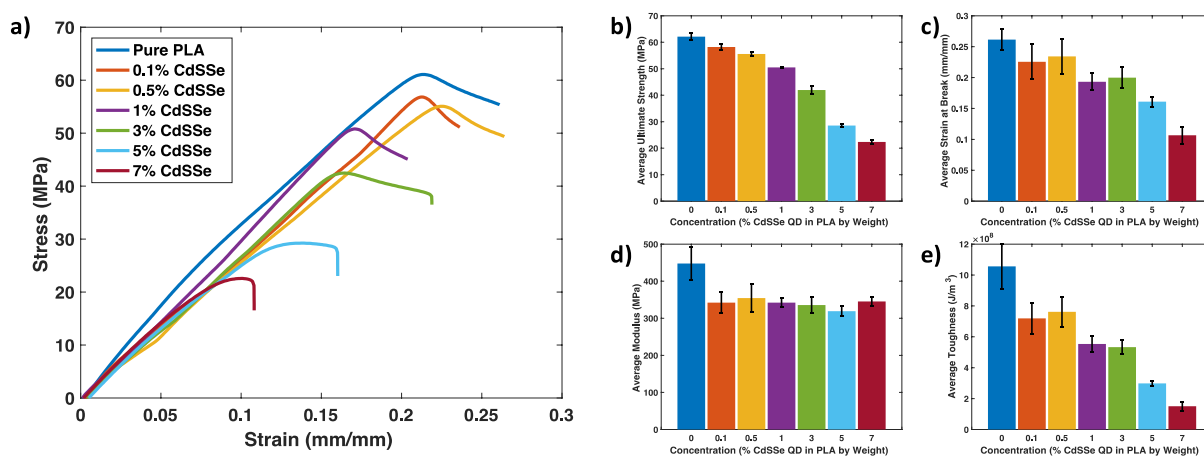 a)
70
60
50
40
30
20
10
0
Stress (MPa)
Pure PLA
0.1% CdSSe
0.5% CdSSe
1% CdSSe
3% CdSSe
5% CdSSe
7% CdSSe
0.05
0.1
0.15
0.2
0.25
0.3
Strain (mm/mm)
b)
70
60
50
40
30
20
10
0
Average Ultimate Strength (MPa)
0 0.1 0.5 1 3 5 7
Concentration (% CdSSe QD in PLA by Weight)
c)
0.3
0.25
0.2
0.15
0.1
0.05
0
Average Strain at Break (mm/mm)
0 0.1 0.5 1 3 5 7
Concentration (% CdSSe QD in PLA by Weight)
d)
500
400
300
200
100
0
Average Modulus (MPa)
0 0.1 0.5 1 3 5 7
Concentration (% CdSSe QD in PLA by Weight)
e)
× 10⁸
12
10
8
6
4
2
0
Average Toughness (J/m³)
0 0.1 0.5 1 3 5 7
Concentration (% CdSSe QD in PLA by Weight)